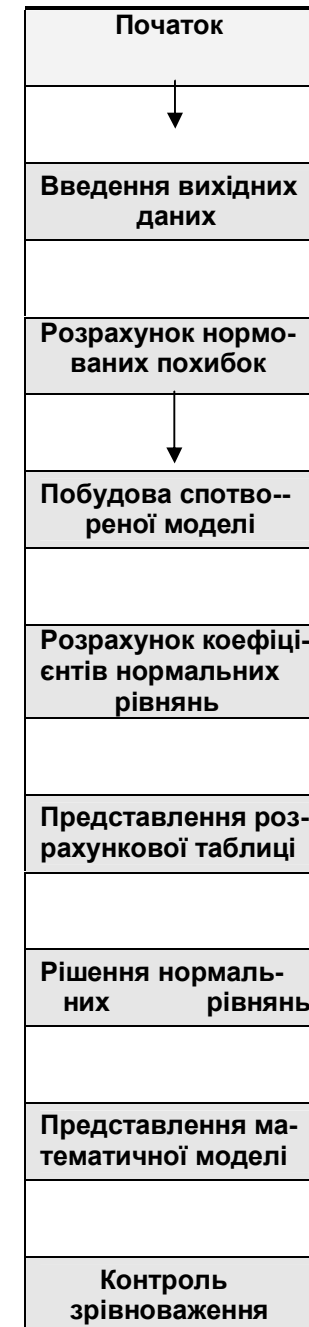 Початок
Введення вихідних
даних
Розрахунок нормо-
ваних похибок
Побудова спотво--
реної моделі
Розрахунок коефіці-
єнтів нормальних
рівнянь
Представлення роз-
рахункової таблиці
Рішення нормаль-
них рівнянь
Представлення ма-
тематичної моделі
Контроль
зрівноваження